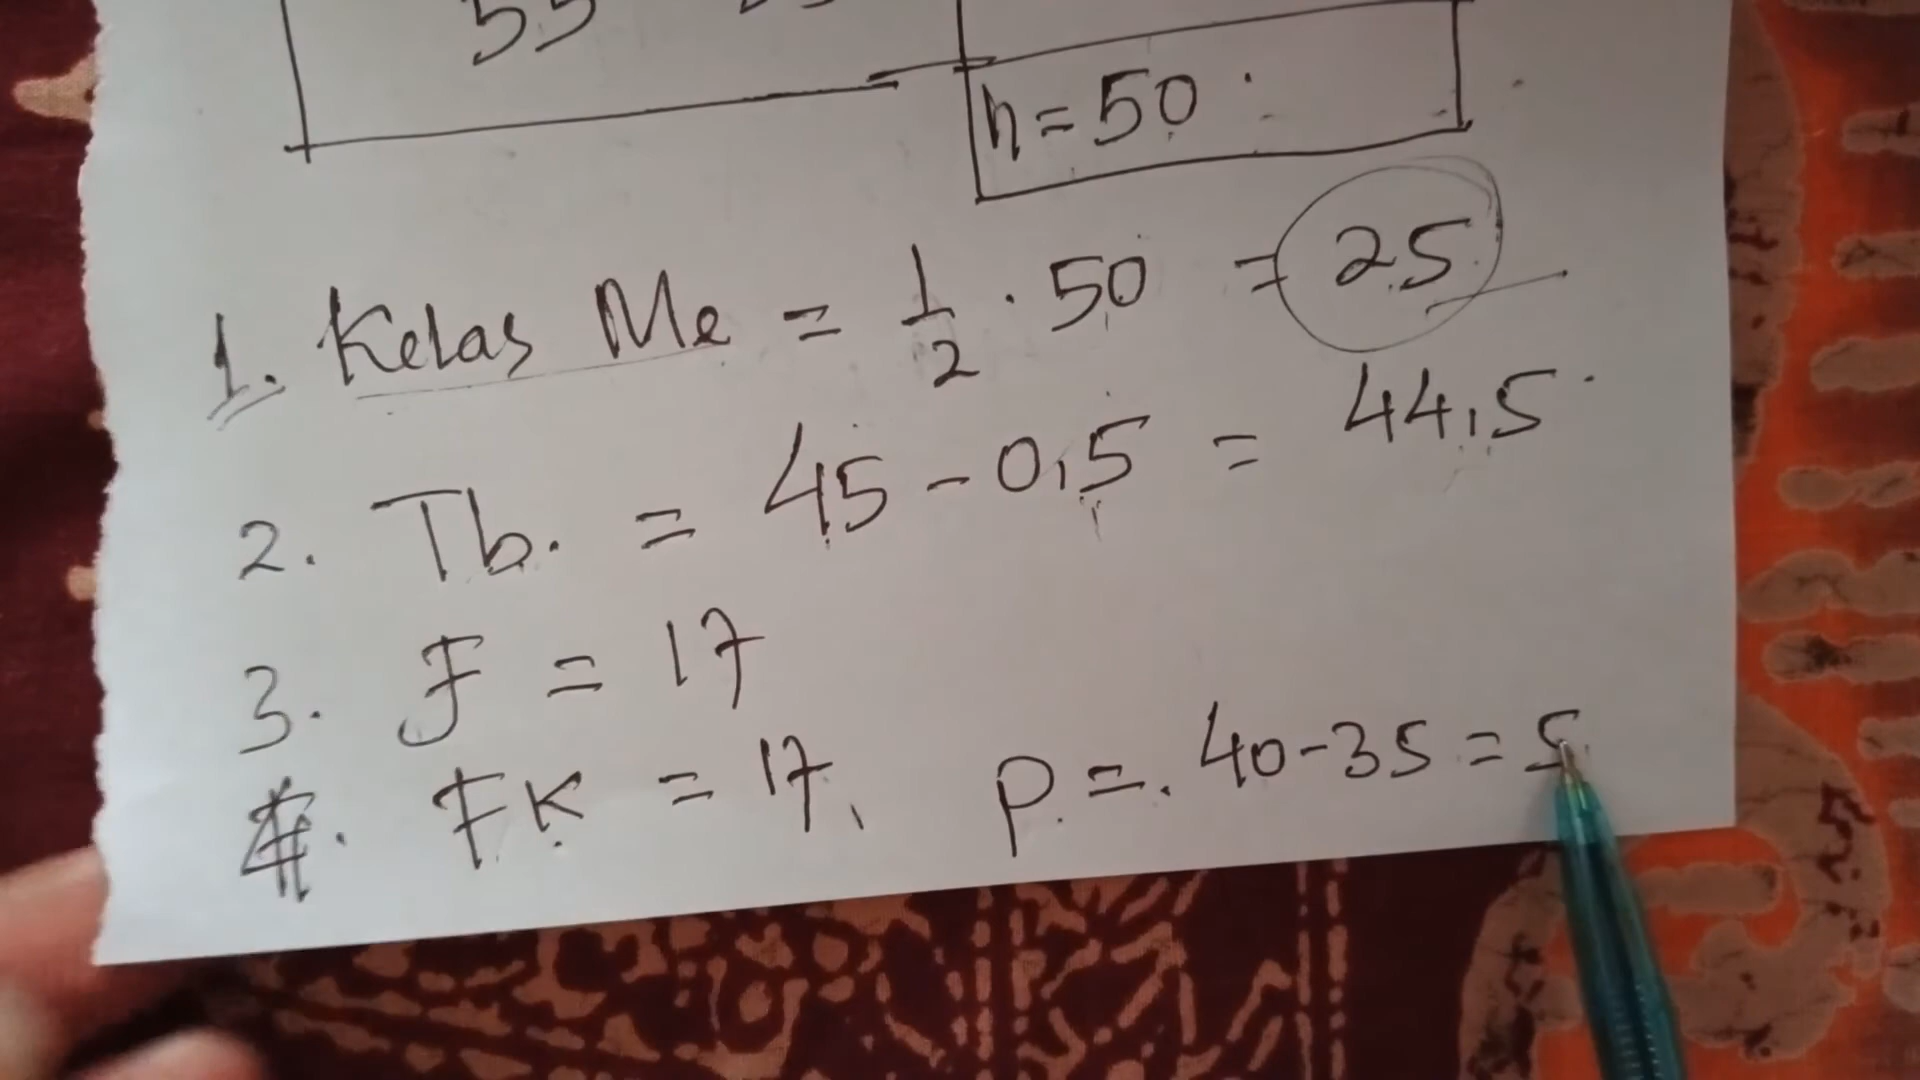 55
n = 50
1. Kelas Me = 1/2 . 50 = 25
2. Tb. = 45 - 0,5 = 44,5
3. F = 17
4. FK = 17, p = 40 - 35 = 5